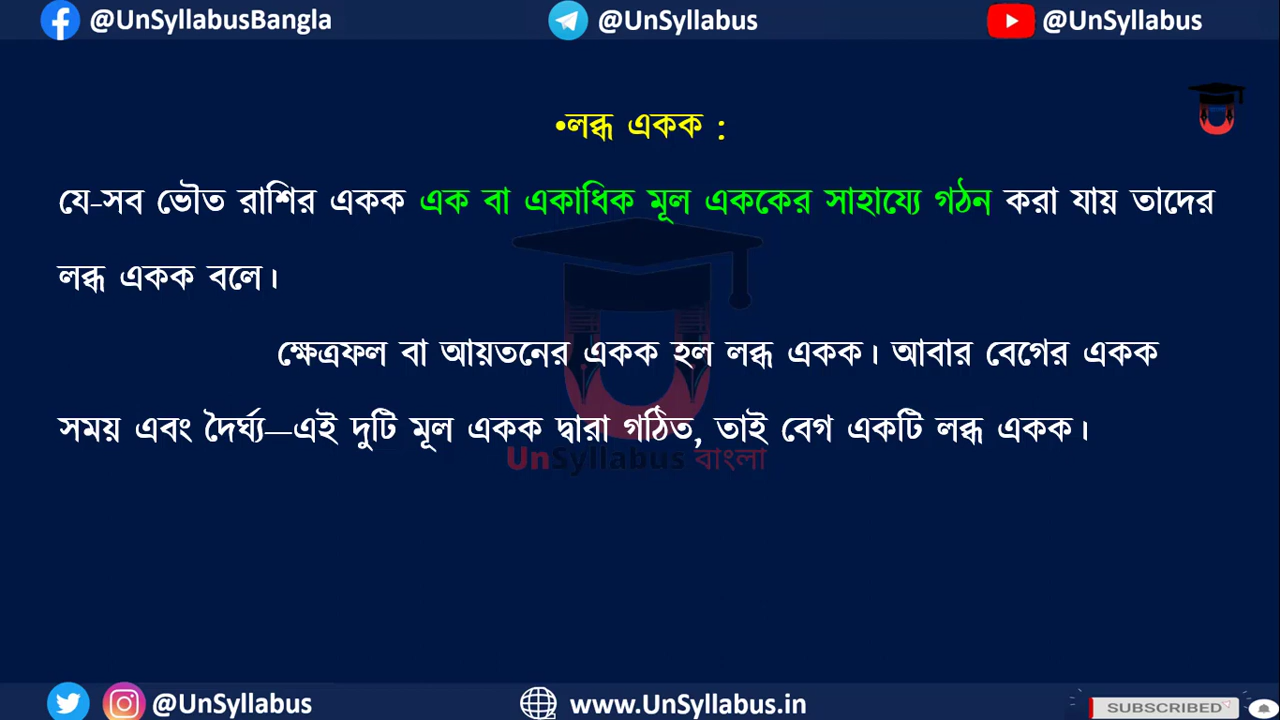 @UnSyllabusBangla @UnSyllabus @UnSyllabus
•লব্ধ একক :
যে-সব ভৌত রাশির একক এক বা একাধিক মূল এককের সাহায্যে গঠন করা যায় তাদের
লব্ধ একক বলে।
ক্ষেত্রফল বা আয়তনের একক হল লব্ধ একক। আবার বেগের একক
সময় এবং দৈর্ঘ্য—এই দুটি মূল একক দ্বারা গঠিত, তাই বেগ একটি লব্ধ একক।
UnSyllabus বাংলা
@UnSyllabus www.UnSyllabus.in SUBSCRIBED